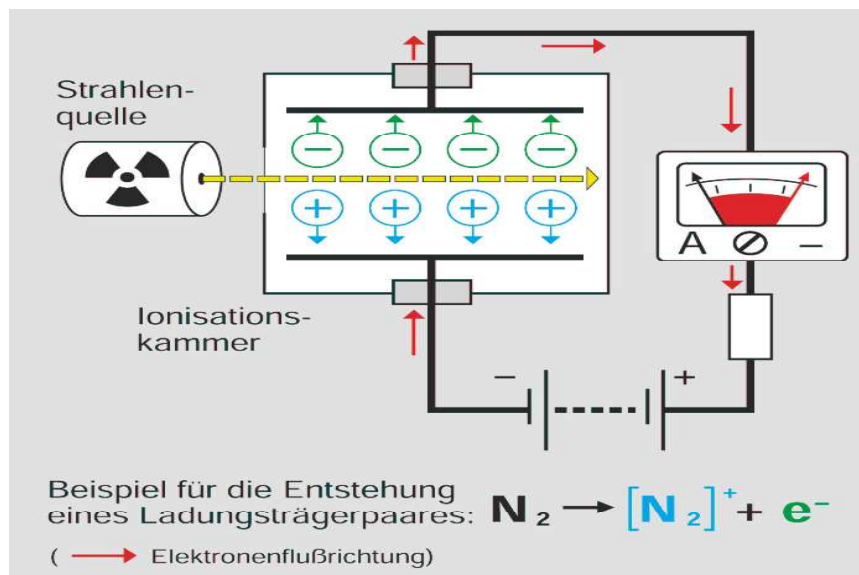 Strahlen-
quelle
− − − −
+ + + +
A −
Ionisations-
kammer
− +
Beispiel für die Entstehung
eines Ladungsträgerpaares: N₂ → [N₂]⁺ + e⁻
( → Elektronenflußrichtung)